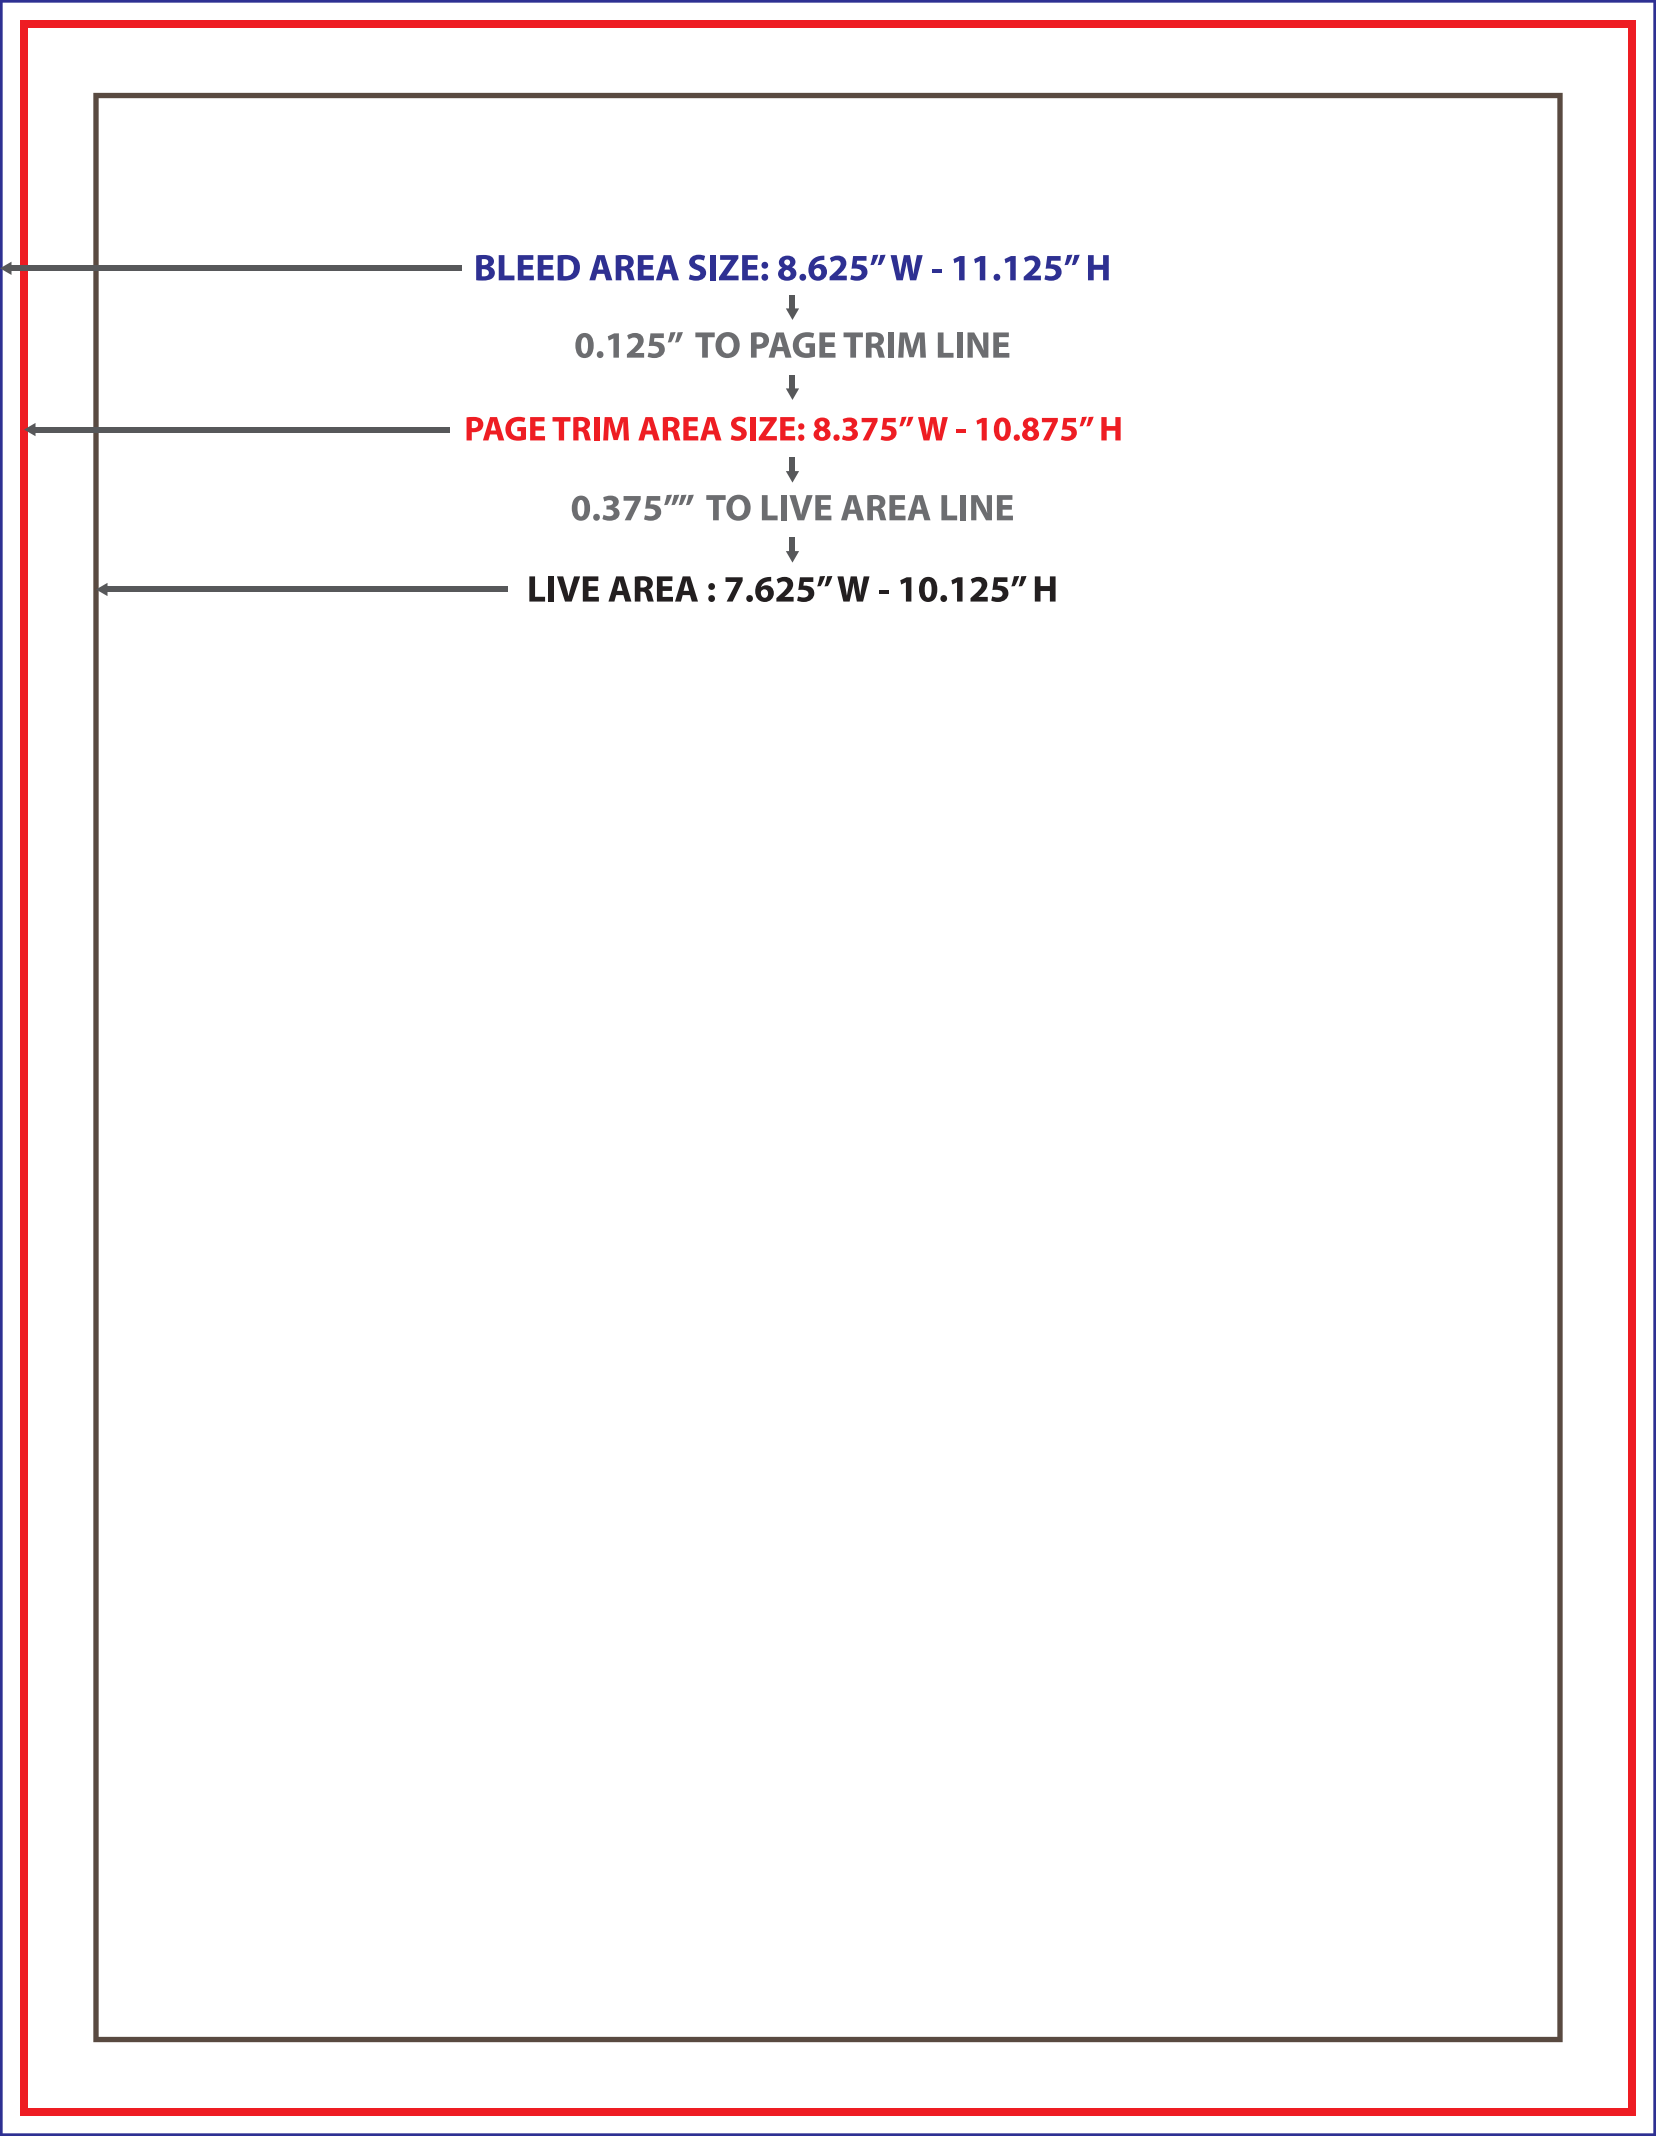 BLEED AREA SIZE: 8.625” W - 11.125” H
0.125”  TO PAGE TRIM LINE
PAGE TRIM AREA SIZE: 8.375” W - 10.875” H
0.375””  TO LIVE AREA LINE
LIVE AREA : 7.625” W - 10.125” H